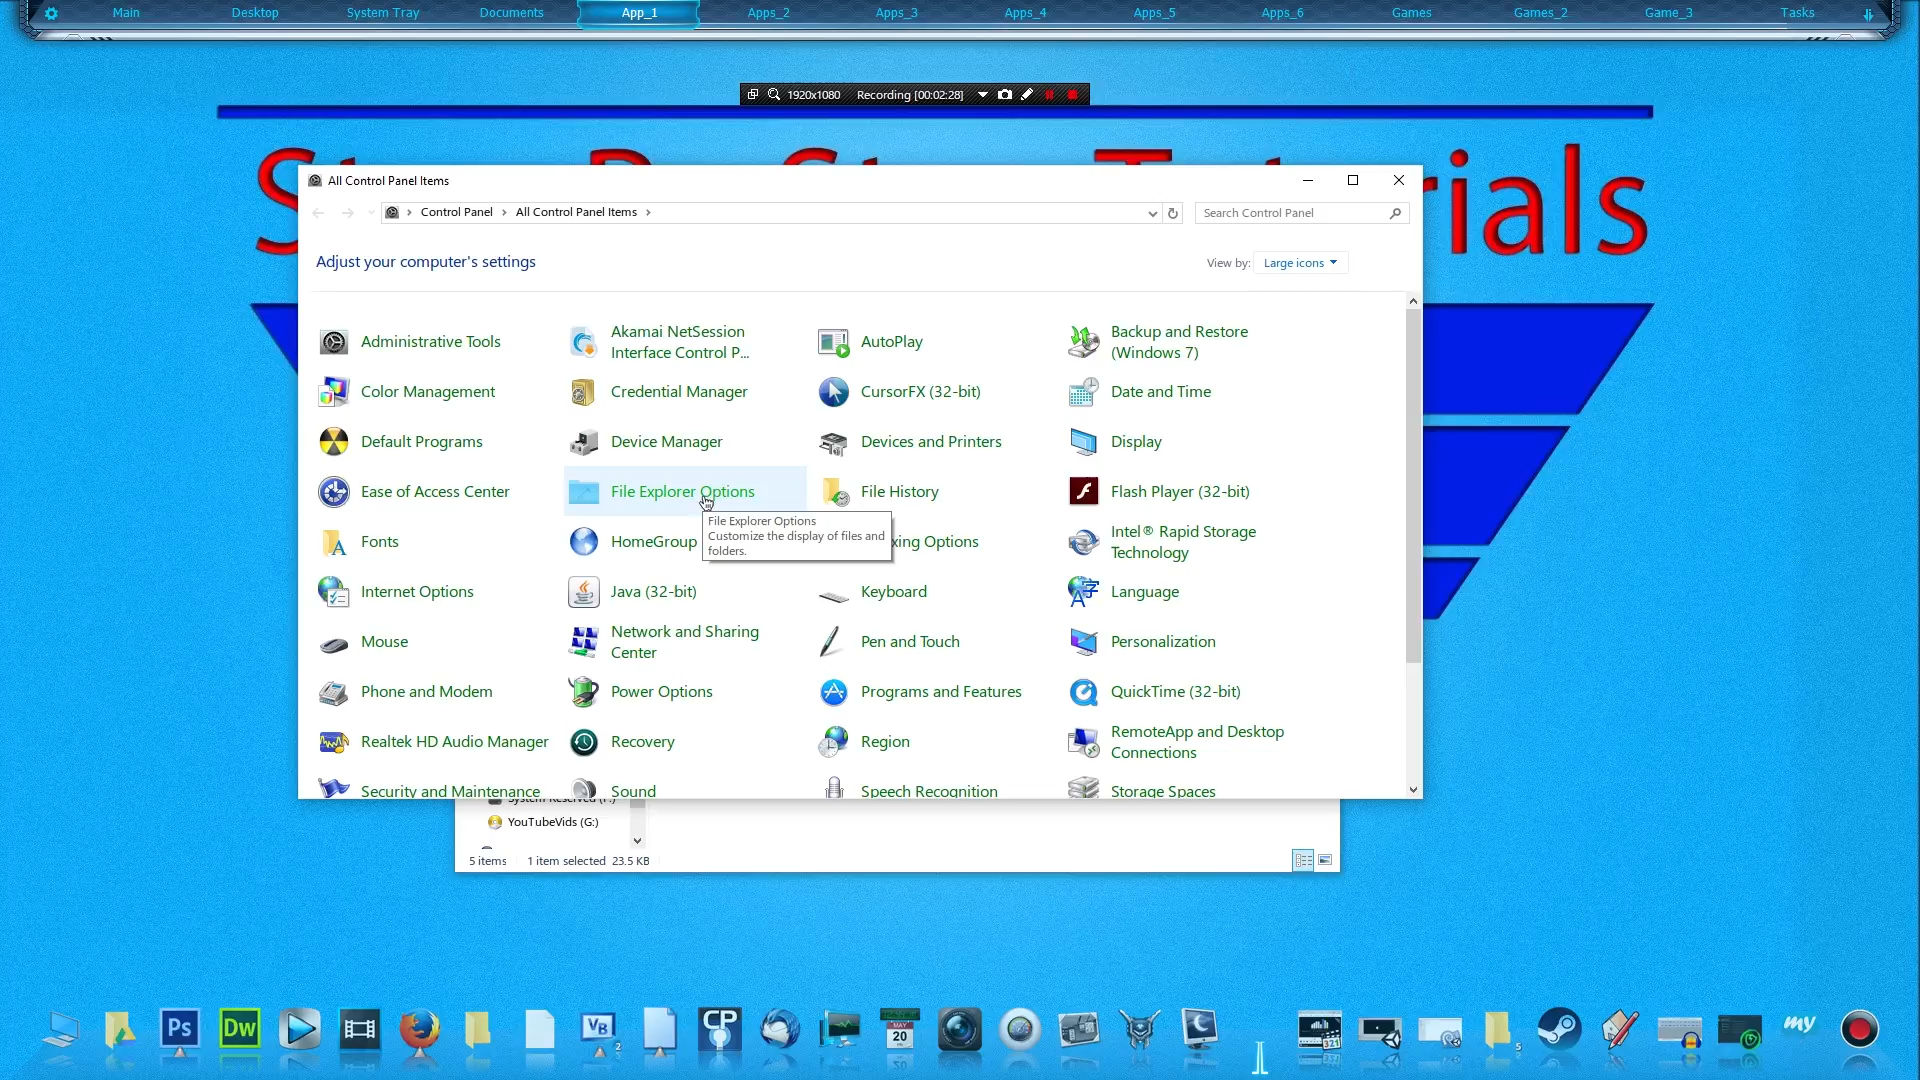 Main Desktop System Tray Documents App_1 Apps_2 Apps_3 Apps_4 Apps_5 Apps_6 Games Games_2 Game_3 Tasks
1920x1080 Recording [00:02:28]
ials
All Control Panel Items
Control Panel All Control Panel Items
Search Control Panel
Adjust your computer's settings
View by: Large icons
Administrative Tools
Akamai NetSession
Interface Control P...
AutoPlay
Backup and Restore
(Windows 7)
Color Management
Credential Manager
CursorFX (32-bit)
Date and Time
Default Programs
Device Manager
Devices and Printers
Display
Ease of Access Center
File Explorer Options
File History
Flash Player (32-bit)
File Explorer Options
Customize the display of files and
folders.
Fonts
HomeGroup
xing Options
Intel® Rapid Storage
Technology
Internet Options
Java (32-bit)
Keyboard
Language
Mouse
Network and Sharing
Center
Pen and Touch
Personalization
Phone and Modem
Power Options
Programs and Features
QuickTime (32-bit)
Realtek HD Audio Manager
Recovery
Region
RemoteApp and Desktop
Connections
Security and Maintenance
Sound
Speech Recognition
Storage Spaces
System Reserved (F:)
YouTubeVids (G:)
5 items 1 item selected 23.5 KB
Ps
Dw
VB
2
CP
MAY
20
321
5
my